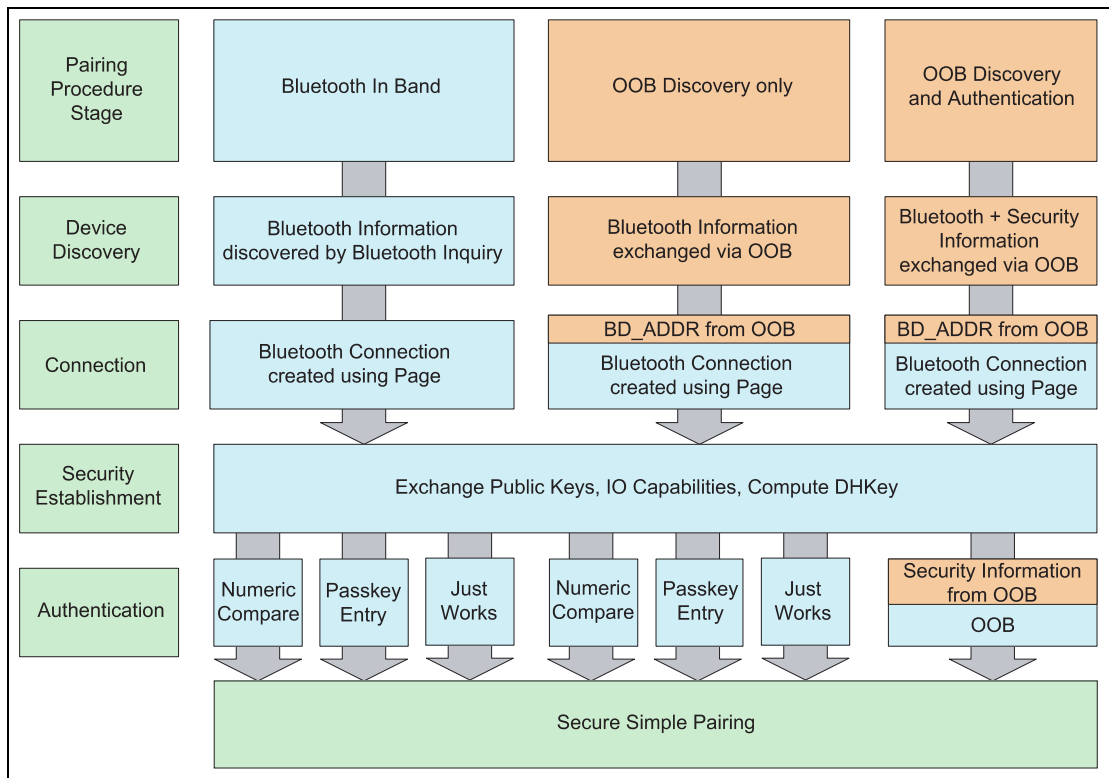 Pairing
Procedure
Stage
Bluetooth In Band
OOB Discovery only
OOB Discovery
and Authentication
Device
Discovery
Bluetooth Information
discovered by Bluetooth Inquiry
Bluetooth Information
exchanged via OOB
Bluetooth + Security
Information
exchanged via OOB
Connection
Bluetooth Connection
created using Page
BD_ADDR from OOB
Bluetooth Connection
created using Page
BD_ADDR from OOB
Bluetooth Connection
created using Page
Security
Establishment
Exchange Public Keys, IO Capabilities, Compute DHKey
Authentication
Numeric
Compare
Passkey
Entry
Just
Works
Numeric
Compare
Passkey
Entry
Just
Works
Security Information
from OOB
OOB
Secure Simple Pairing